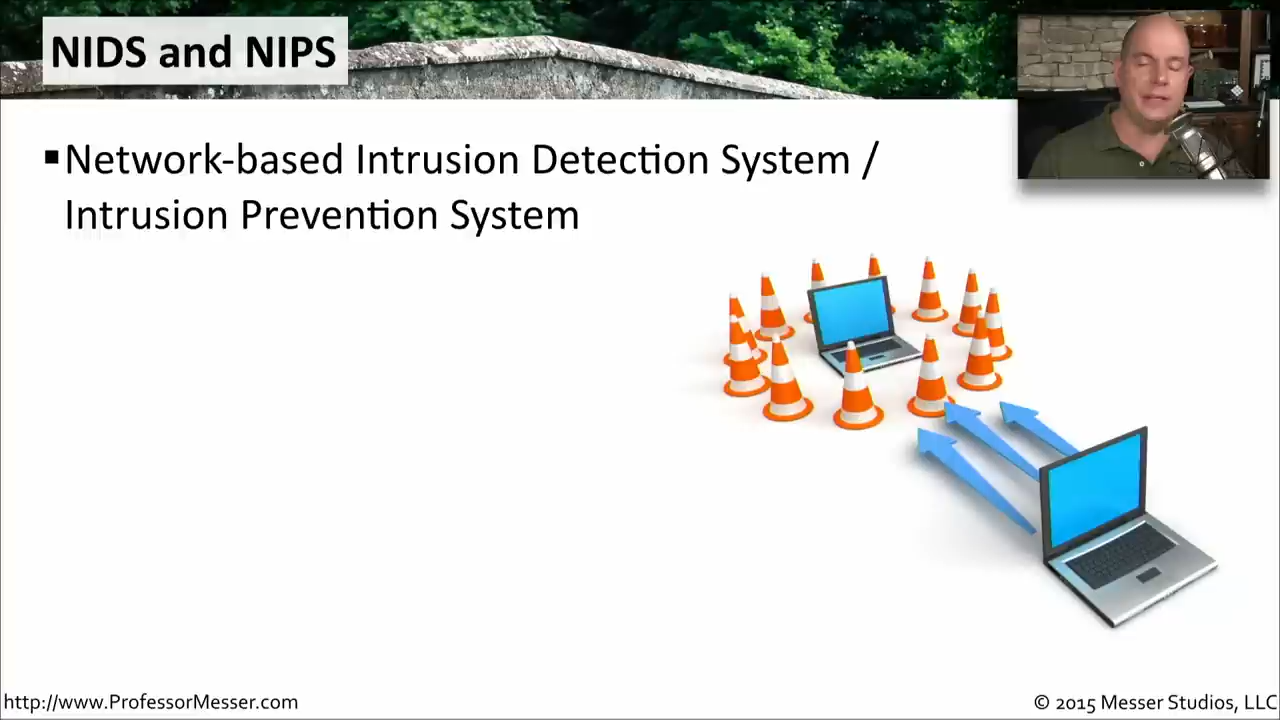 NIDS and NIPS
▪Network-based Intrusion Detection System /
Intrusion Prevention System
http://www.ProfessorMesser.com
© 2015 Messer Studios, LLC